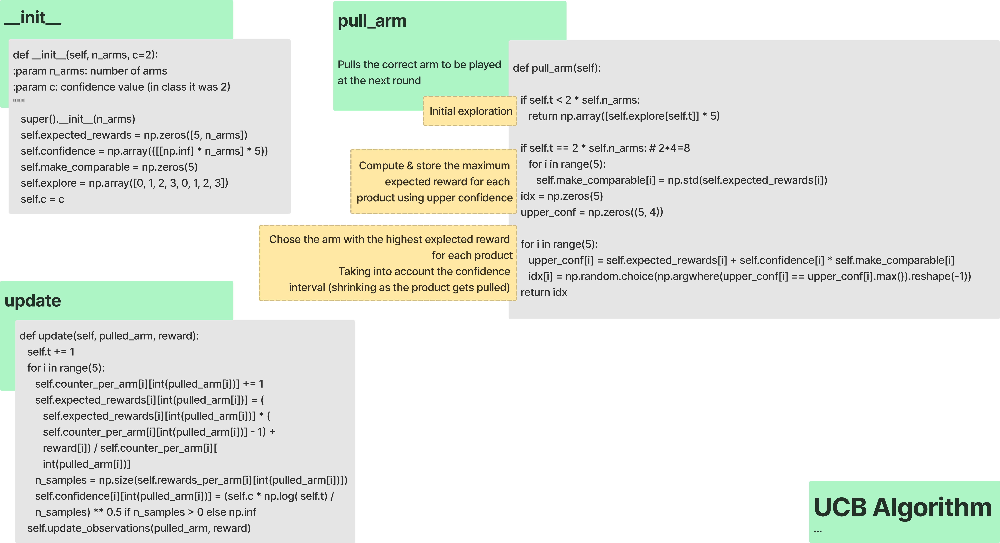 __init__
def __init__(self, n_arms, c=2):
:param n_arms: number of arms
:param c: confidence value (in class it was 2)
"""
super().__init__(n_arms)
self.expected_rewards = np.zeros([5, n_arms])
self.confidence = np.array(([[np.inf] * n_arms] * 5))
self.make_comparable = np.zeros(5)
self.explore = np.array([0, 1, 2, 3, 0, 1, 2, 3])
self.c = c
pull_arm
Pulls the correct arm to be played
at the next round
Initial exploration
Compute & store the maximum
expected reward for each
product using upper confidence
Chose the arm with the highest explected reward
for each product
Taking into account the confidence
interval (shrinking as the product gets pulled)
def pull_arm(self):
if self.t < 2 * self.n_arms:
return np.array([self.explore[self.t]] * 5)
if self.t == 2 * self.n_arms: # 2*4=8
for i in range(5):
self.make_comparable[i] = np.std(self.expected_rewards[i])
idx = np.zeros(5)
upper_conf = np.zeros((5, 4))
for i in range(5):
upper_conf[i] = self.expected_rewards[i] + self.confidence[i] * self.make_comparable[i]
idx[i] = np.random.choice(np.argwhere(upper_conf[i] == upper_conf[i].max()).reshape(-1))
return idx
update
def update(self, pulled_arm, reward):
self.t += 1
for i in range(5):
self.counter_per_arm[i][int(pulled_arm[i])] += 1
self.expected_rewards[i][int(pulled_arm[i])] = (
self.expected_rewards[i][int(pulled_arm[i])] * (
self.counter_per_arm[i][int(pulled_arm[i])] - 1) +
reward[i]) / self.counter_per_arm[i][
int(pulled_arm[i])]
n_samples = np.size(self.rewards_per_arm[i][int(pulled_arm[i])])
self.confidence[i][int(pulled_arm[i])] = (self.c * np.log( self.t) /
n_samples) ** 0.5 if n_samples > 0 else np.inf
self.update_observations(pulled_arm, reward)
UCB Algorithm
...